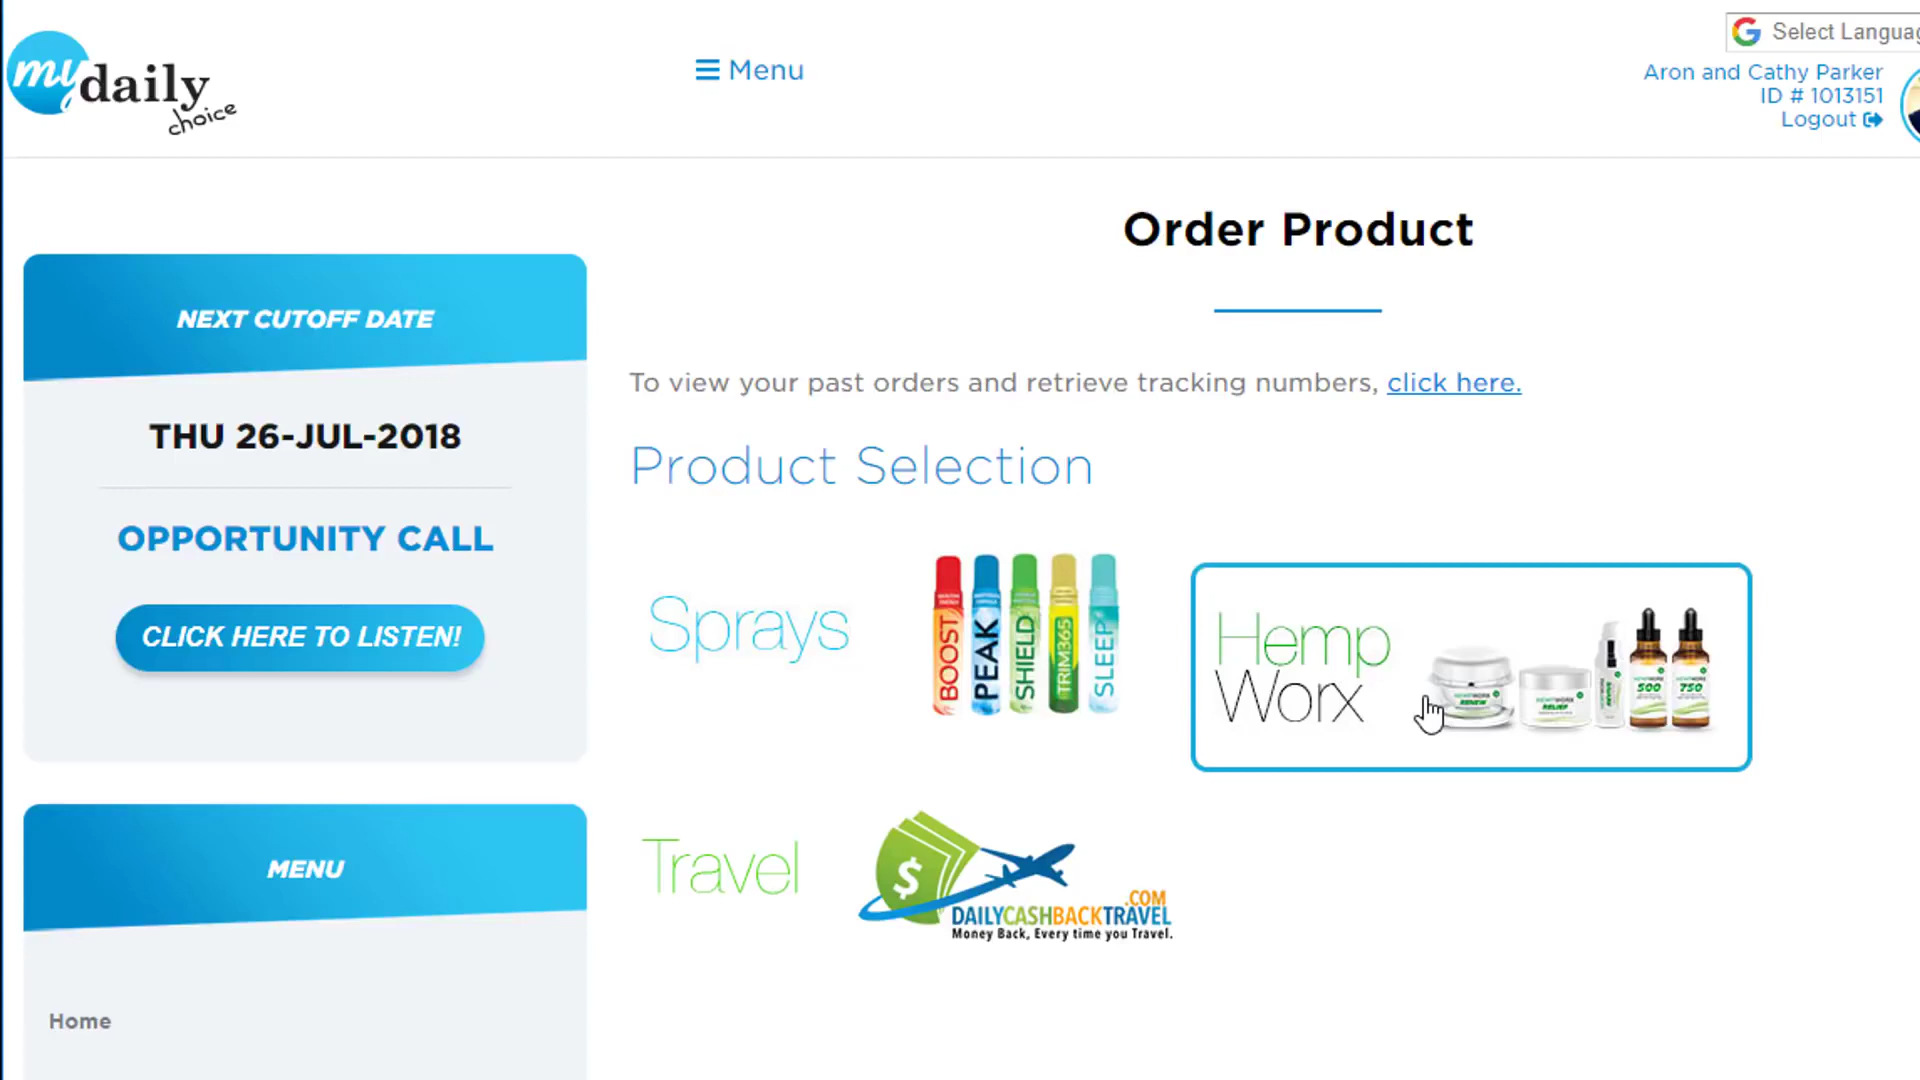 my daily choice
Menu
Select Languag
Aron and Cathy Parker
ID # 1013151
Logout
Order Product
NEXT CUTOFF DATE
THU 26-JUL-2018
OPPORTUNITY CALL
CLICK HERE TO LISTEN!
To view your past orders and retrieve tracking numbers, click here.
Product Selection
Sprays
BOOST
PEAK
SHIELD
TRIM365
SLEEP
Hemp
Worx
RENEW
RELIEF
500
750
Travel
$
DAILYCASHBACKTRAVEL
.COM
Money Back, Every time you Travel.
MENU
Home